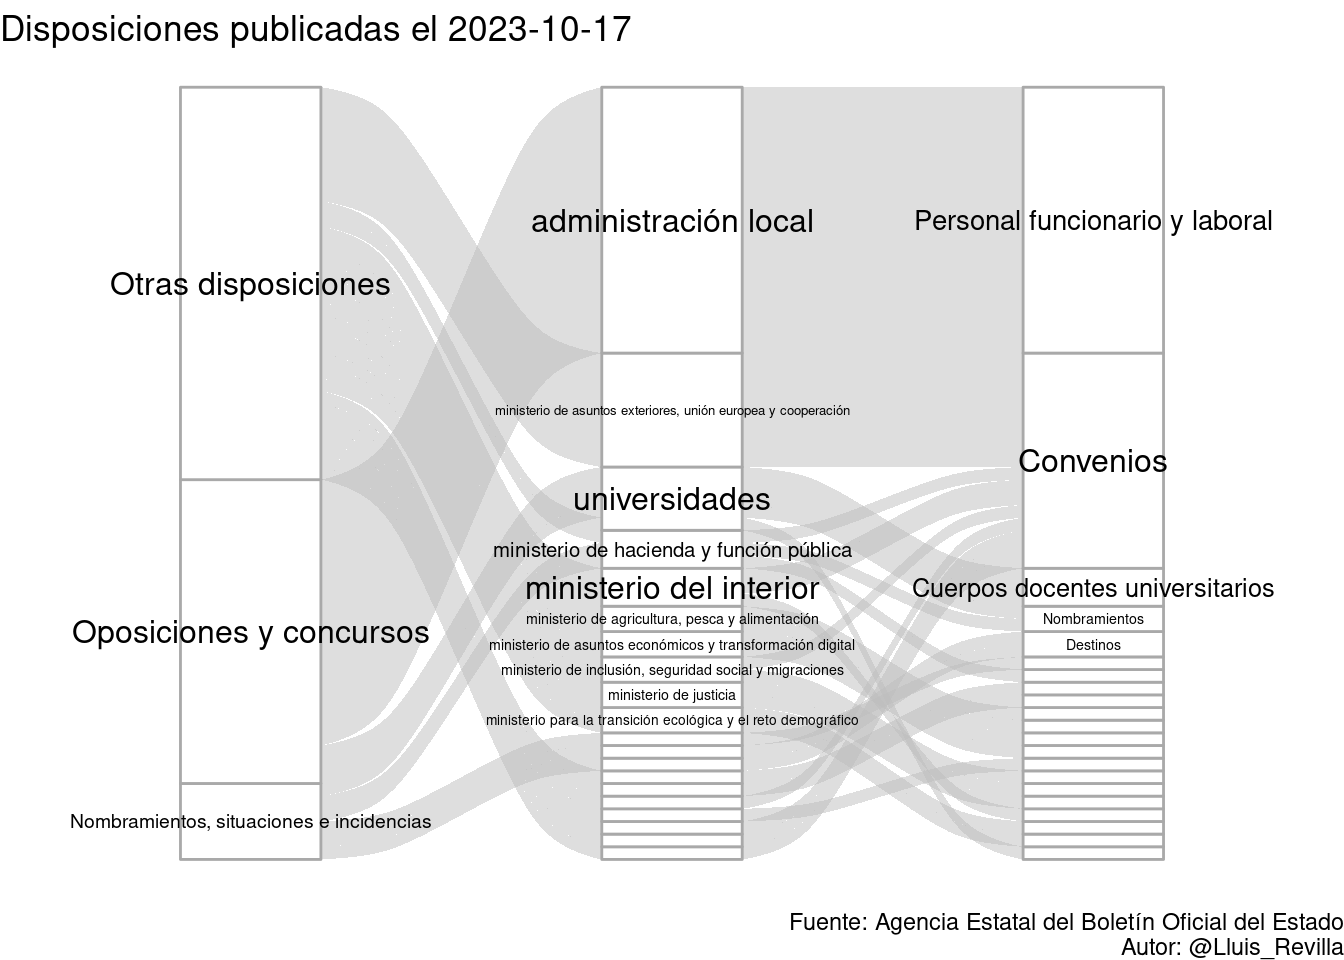 Disposiciones publicadas el 2023-10-17
Otras disposiciones
Oposiciones y concursos
Nombramientos, situaciones e incidencias
administración local
ministerio de asuntos exteriores, unión europea y cooperación
universidades
ministerio de hacienda y función pública
ministerio del interior
ministerio de agricultura, pesca y alimentación
ministerio de asuntos económicos y transformación digital
ministerio de inclusión, seguridad social y migraciones
ministerio de justicia
ministerio para la transición ecológica y el reto demográfico
Personal funcionario y laboral
Convenios
Cuerpos docentes universitarios
Nombramientos
Destinos
Fuente: Agencia Estatal del Boletín Oficial del Estado
Autor: @Lluis_Revilla